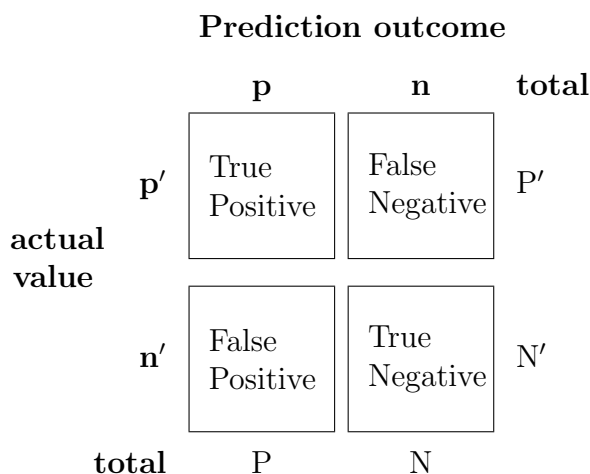 Prediction outcome
p n total
p′ True Positive False Negative P′
actual value
n′ False Positive True Negative N′
total P N